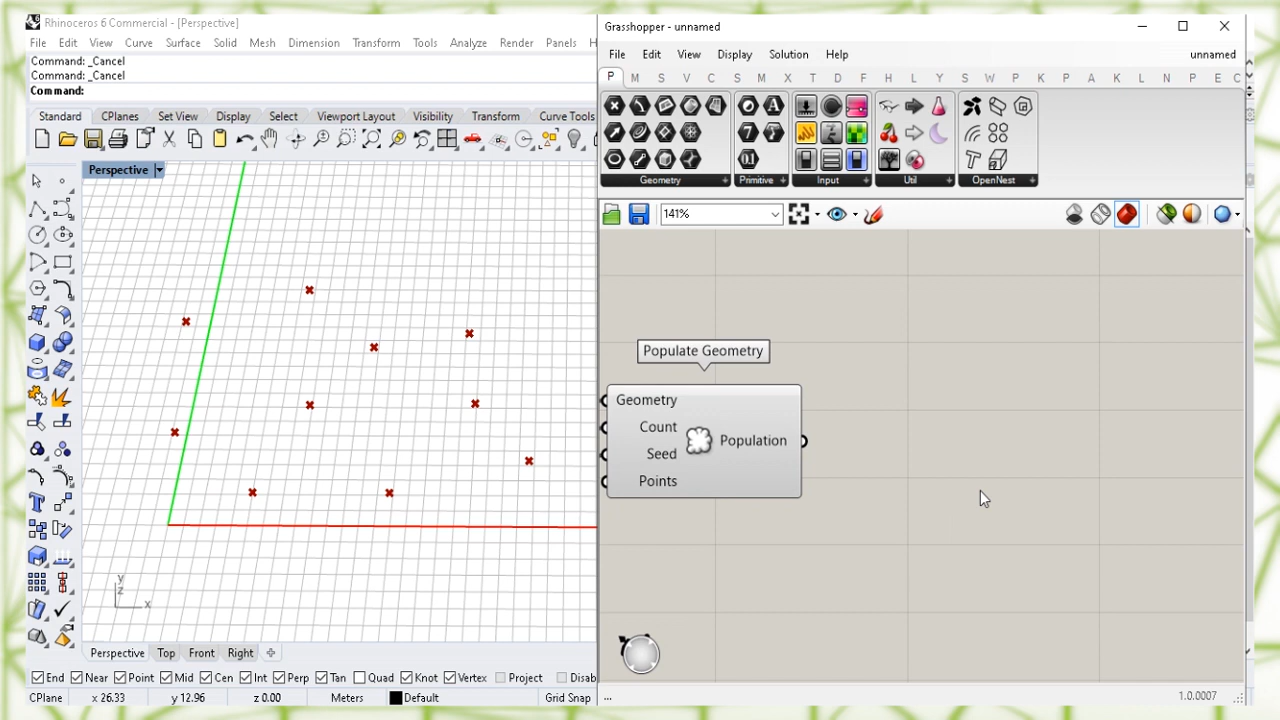 Rhinoceros 6 Commercial - [Perspective]
File Edit View Curve Surface Solid Mesh Dimension Transform Tools Analyze Render Panels H
Command: _Cancel
Command: _Cancel
Command:
Standard CPlanes Set View Display Select Viewport Layout Visibility Transform Curve Tools
Perspective
y
z
x
Perspective Top Front Right
End Near Point Mid Cen Int Perp Tan Quad Knot Vertex Project Disab
CPlane x 26.33 y 12.96 z 0.00 Meters Default Grid Snap
Grasshopper - unnamed
File Edit View Display Solution Help unnamed
P M S V C S V M X T D F H L Y S W P K P A K L N P E C
Geometry Primitive Input Util OpenNest
141%
Populate Geometry
Geometry
Count
Seed
Points
Population
... 1.0.0007